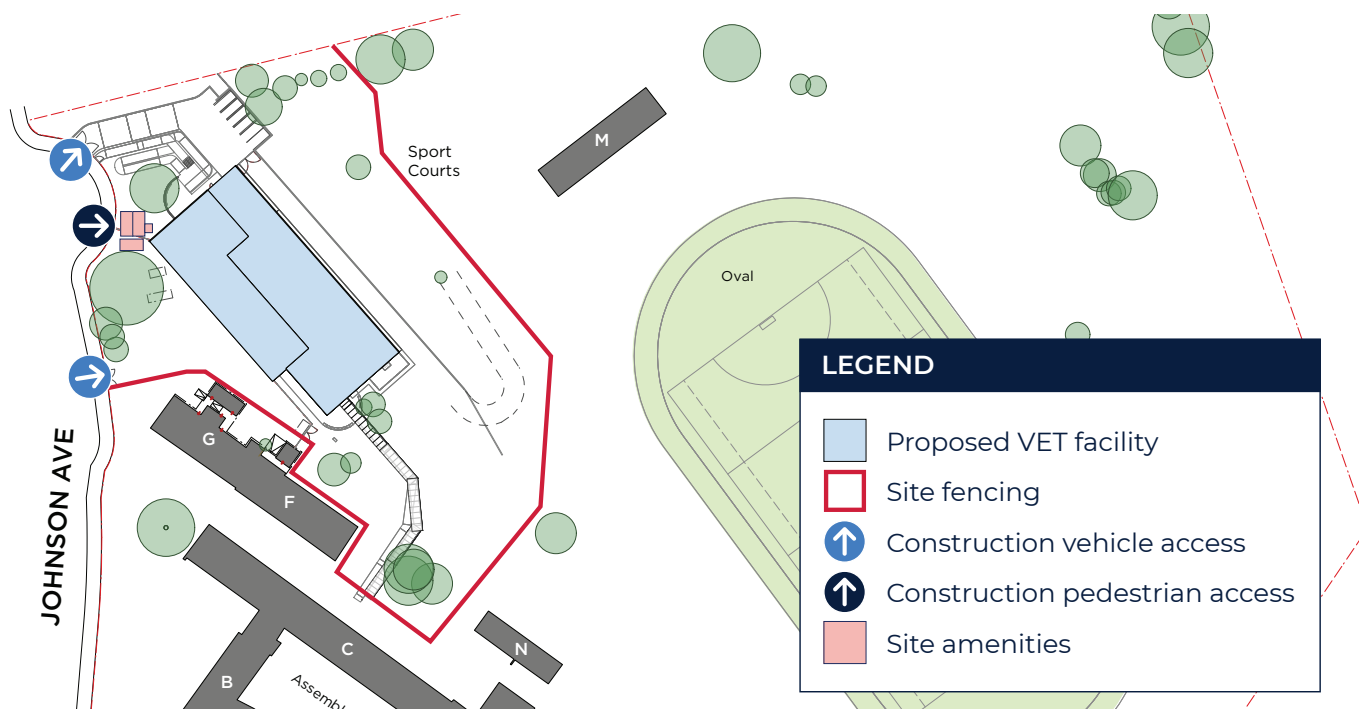 Sport
Courts
M
Oval
G
F
JOHNSON AVE
C
N
B
LEGEND
Proposed VET facility
Site fencing
Construction vehicle access
Construction pedestrian access
Site amenities